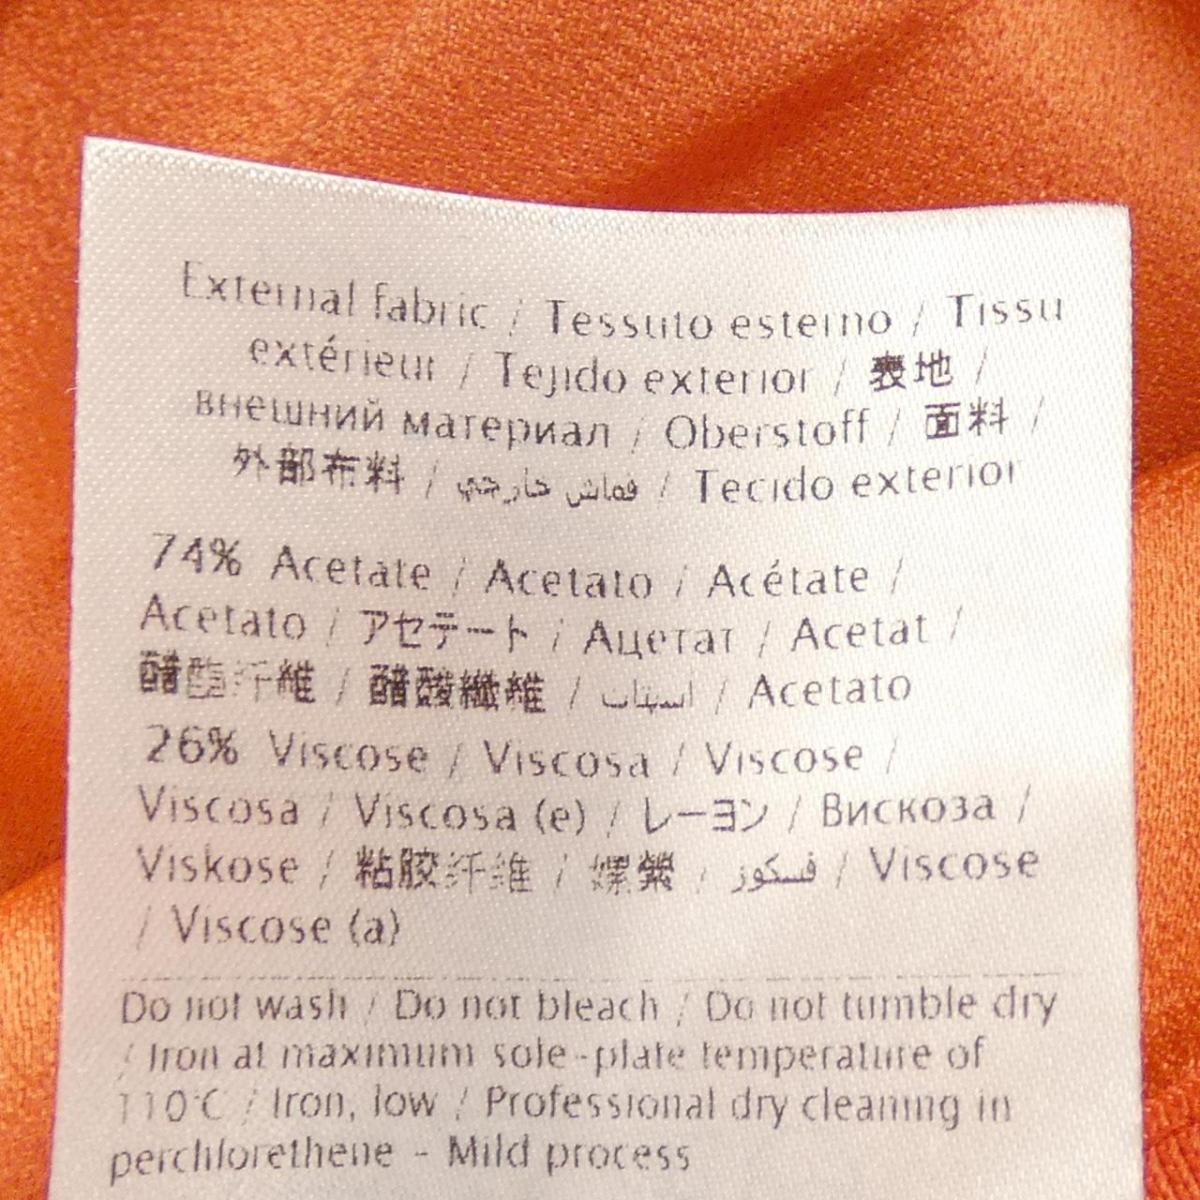 External fabric / Tessuto esterno / Tissu
extérieur / Tejido exterior / 表地 /
внешний материал / Oberstoff / 面料 /
外部布料 / قماش خارجي / Tecido exterior
74% Acetate / Acetato / Acétate /
Acetato / アセテート / Ацетат / Acetat /
醋酯纤维 / 醋酸纖維 / اسيتات / Acetato
26% Viscose / Viscosa / Viscose /
Viscosa / Viscosa (e) / レーヨン / Вискоза /
Viskose / 粘胶纤维 / 嫘縈 / فسكوز / Viscose
/ Viscose (a)
Do not wash / Do not bleach / Do not tumble dry
/ Iron at maximum sole-plate temperature of
110°C / Iron, low / Professional dry cleaning in
perchlorethene - Mild process